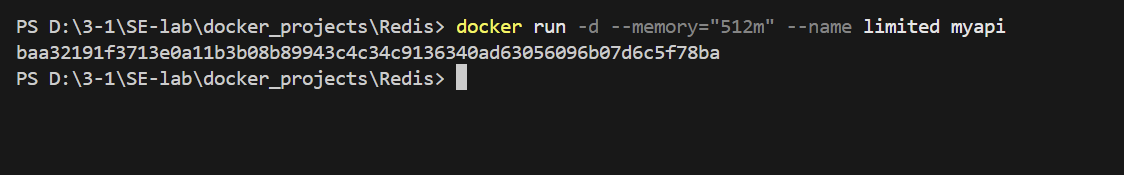 PS D:\3-1\SE-lab\docker_projects\Redis> docker run -d --memory="512m" --name limited myapi
baa32191f3713e0a11b3b08b89943c4c34c9136340ad63056096b07d6c5f78ba
PS D:\3-1\SE-lab\docker_projects\Redis>